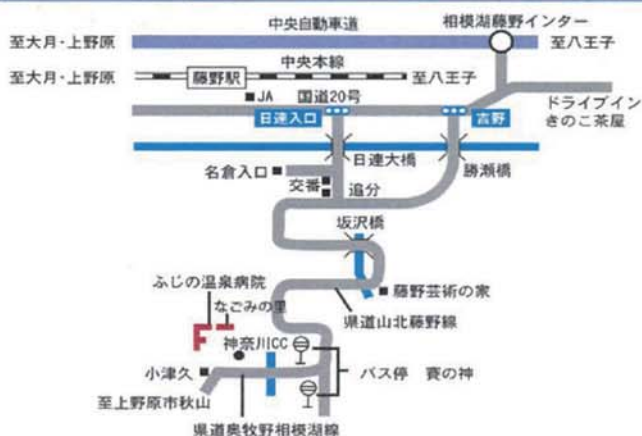 中央自動車道
相模湖藤野インター
至大月・上野原
至八王子
中央本線
至大月・上野原
藤野駅
至八王子
JA
国道20号
ドライブイン
きのこ茶屋
日連入口
吉野
日連大橋
勝瀬橋
名倉入口
交番
追分
坂沢橋
ふじの温泉病院
なごみの里
藤野芸術の家
県道山北藤野線
神奈川CC
小津久
バス停 賽の神
至上野原市秋山
県道奥牧野相模湖線